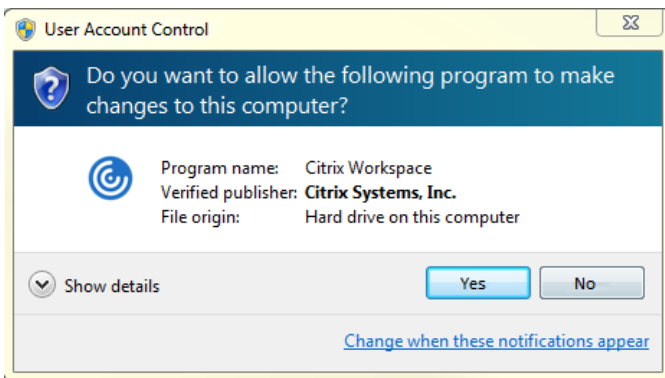 User Account Control
Do you want to allow the following program to make
changes to this computer?
Program name: Citrix Workspace
Verified publisher: Citrix Systems, Inc.
File origin: Hard drive on this computer
Show details
Yes No
Change when these notifications appear